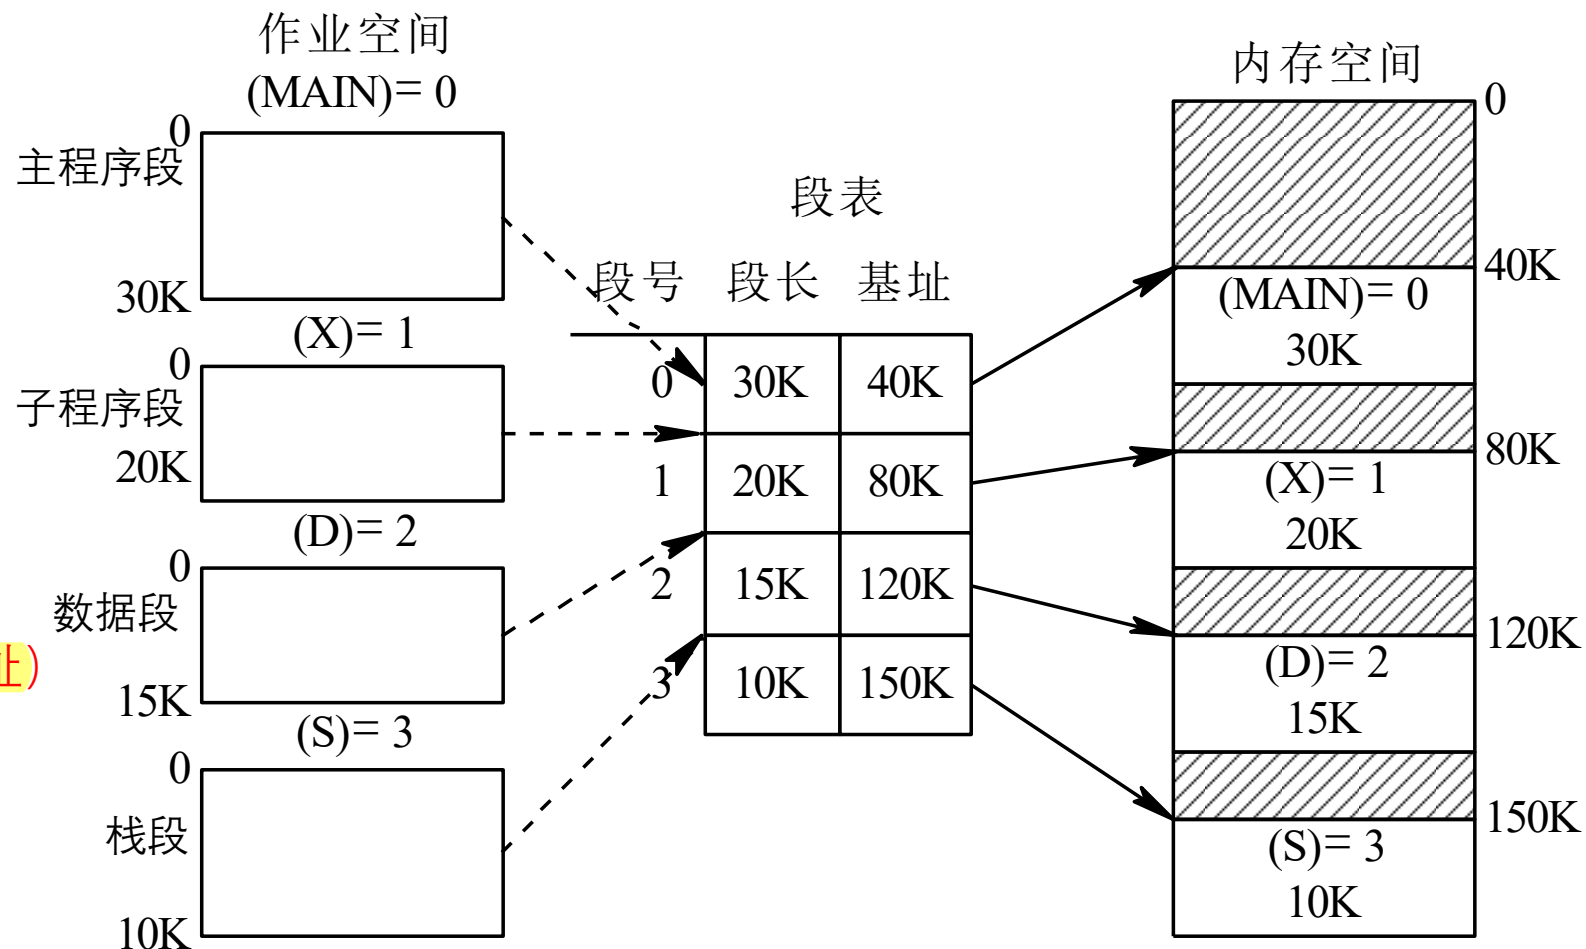 作业空间
(MAIN)= 0
0
主程序段
30K
(X)= 1
0
子程序段
20K
(D)= 2
0
数据段
址)
15K
(S)= 3
0
栈段
10K
段表
段号 段长 基址
0 30K 40K
1 20K 80K
2 15K 120K
3 10K 150K
内存空间
0
40K
(MAIN)= 0
30K
80K
(X)= 1
20K
120K
(D)= 2
15K
150K
(S)= 3
10K